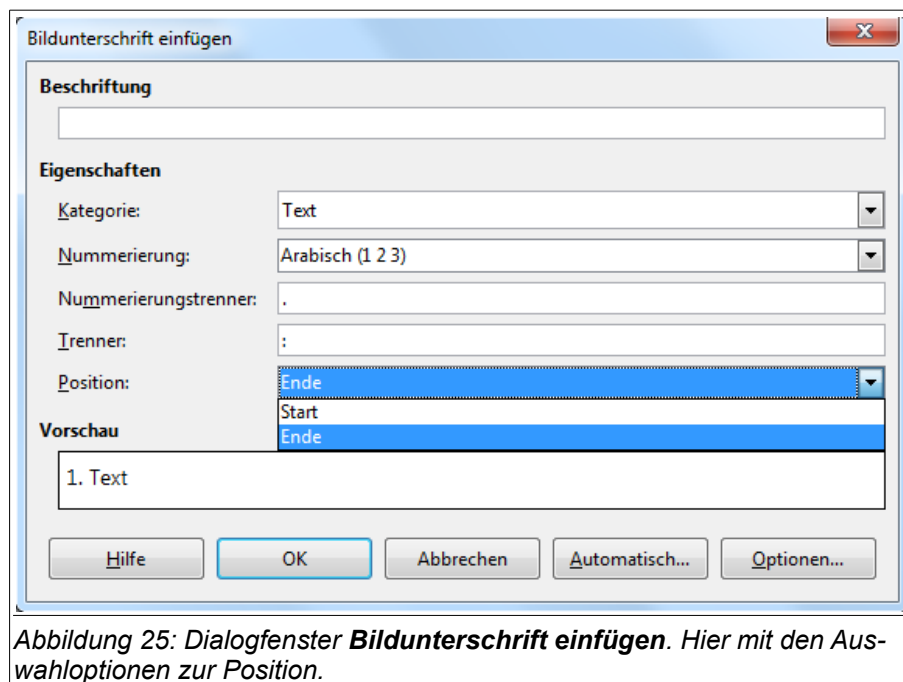 Bildunterschrift einfügen
Beschriftung
Eigenschaften
Kategorie: Text
Nummerierung: Arabisch (1 2 3)
Nummerierungstrenner: .
Trenner: :
Position: Ende
Start
Vorschau Ende
1. Text
Hilfe OK Abbrechen Automatisch... Optionen...
Abbildung 25: Dialogfenster Bildunterschrift einfügen. Hier mit den Aus-
wahloptionen zur Position.